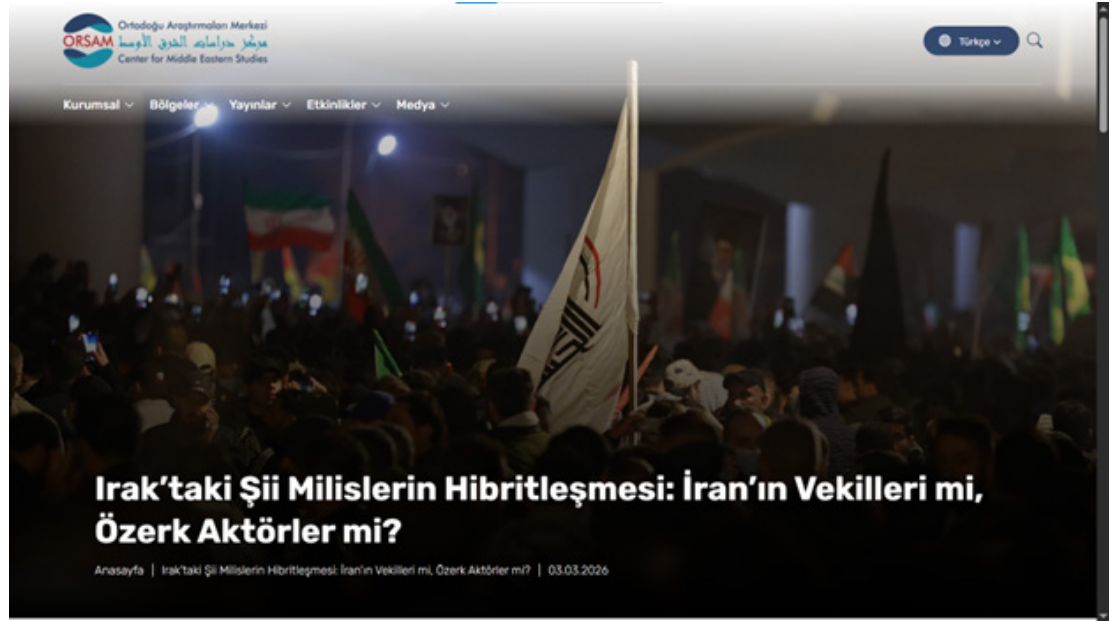 ORSAM
Ortadoğu Araştırmaları Merkezi
مركز دراسات الشرق الأوسط
Center for Middle Eastern Studies
Türkçe
Kurumsal
Bölgeler
Yayınlar
Etkinlikler
Medya
Irak’taki Şii Milislerin Hibritleşmesi: İran’ın Vekilleri mi,
Özerk Aktörler mi?
Anasayfa | Irak’taki Şii Milislerin Hibritleşmesi: İran’ın Vekilleri mi, Özerk Aktörler mi? | 03.03.2026